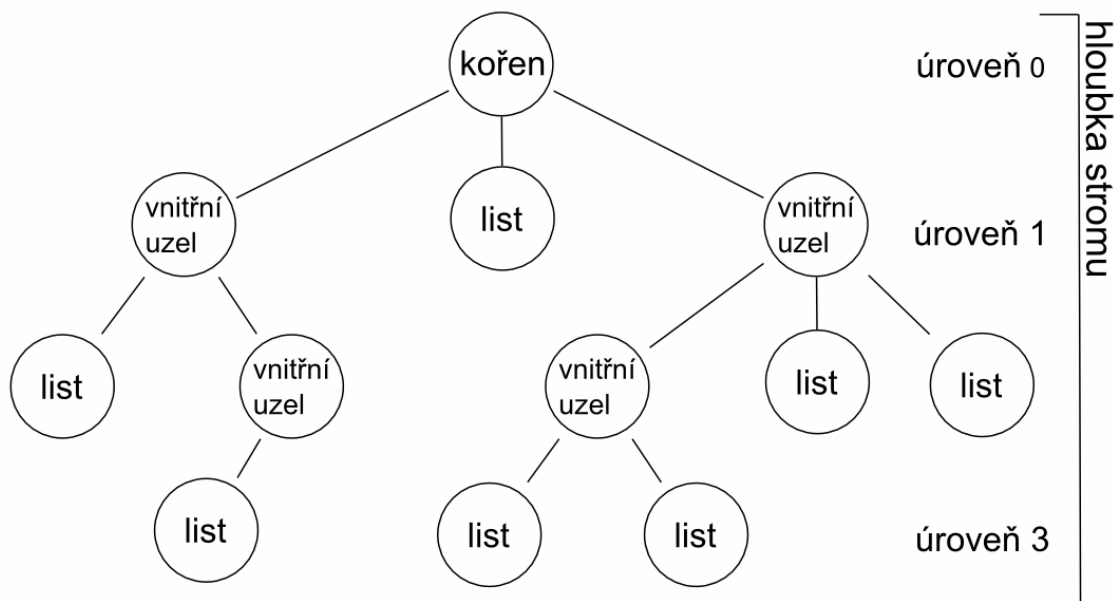 kořen
úroveň 0
hloubka stromu
vnitřní
uzel
list
vnitřní
uzel
úroveň 1
list
vnitřní
uzel
vnitřní
uzel
list
list
list
list
list
úroveň 3